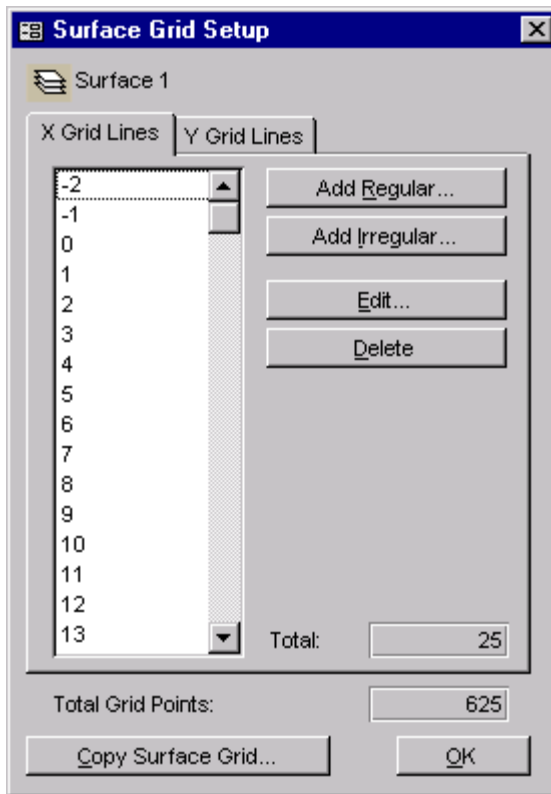 Surface Grid Setup
Surface 1
X Grid Lines
Y Grid Lines
-2
-1
0
1
2
3
4
5
6
7
8
9
10
11
12
13
Add Regular...
Add Irregular...
Edit...
Delete
Total:
25
Total Grid Points:
625
Copy Surface Grid...
OK